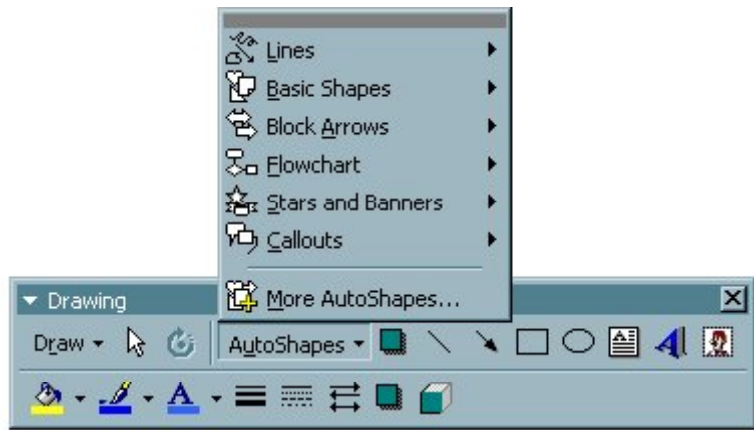 Lines
Basic Shapes
Block Arrows
Flowchart
Stars and Banners
Callouts
More AutoShapes...
Drawing
Draw AutoShapes